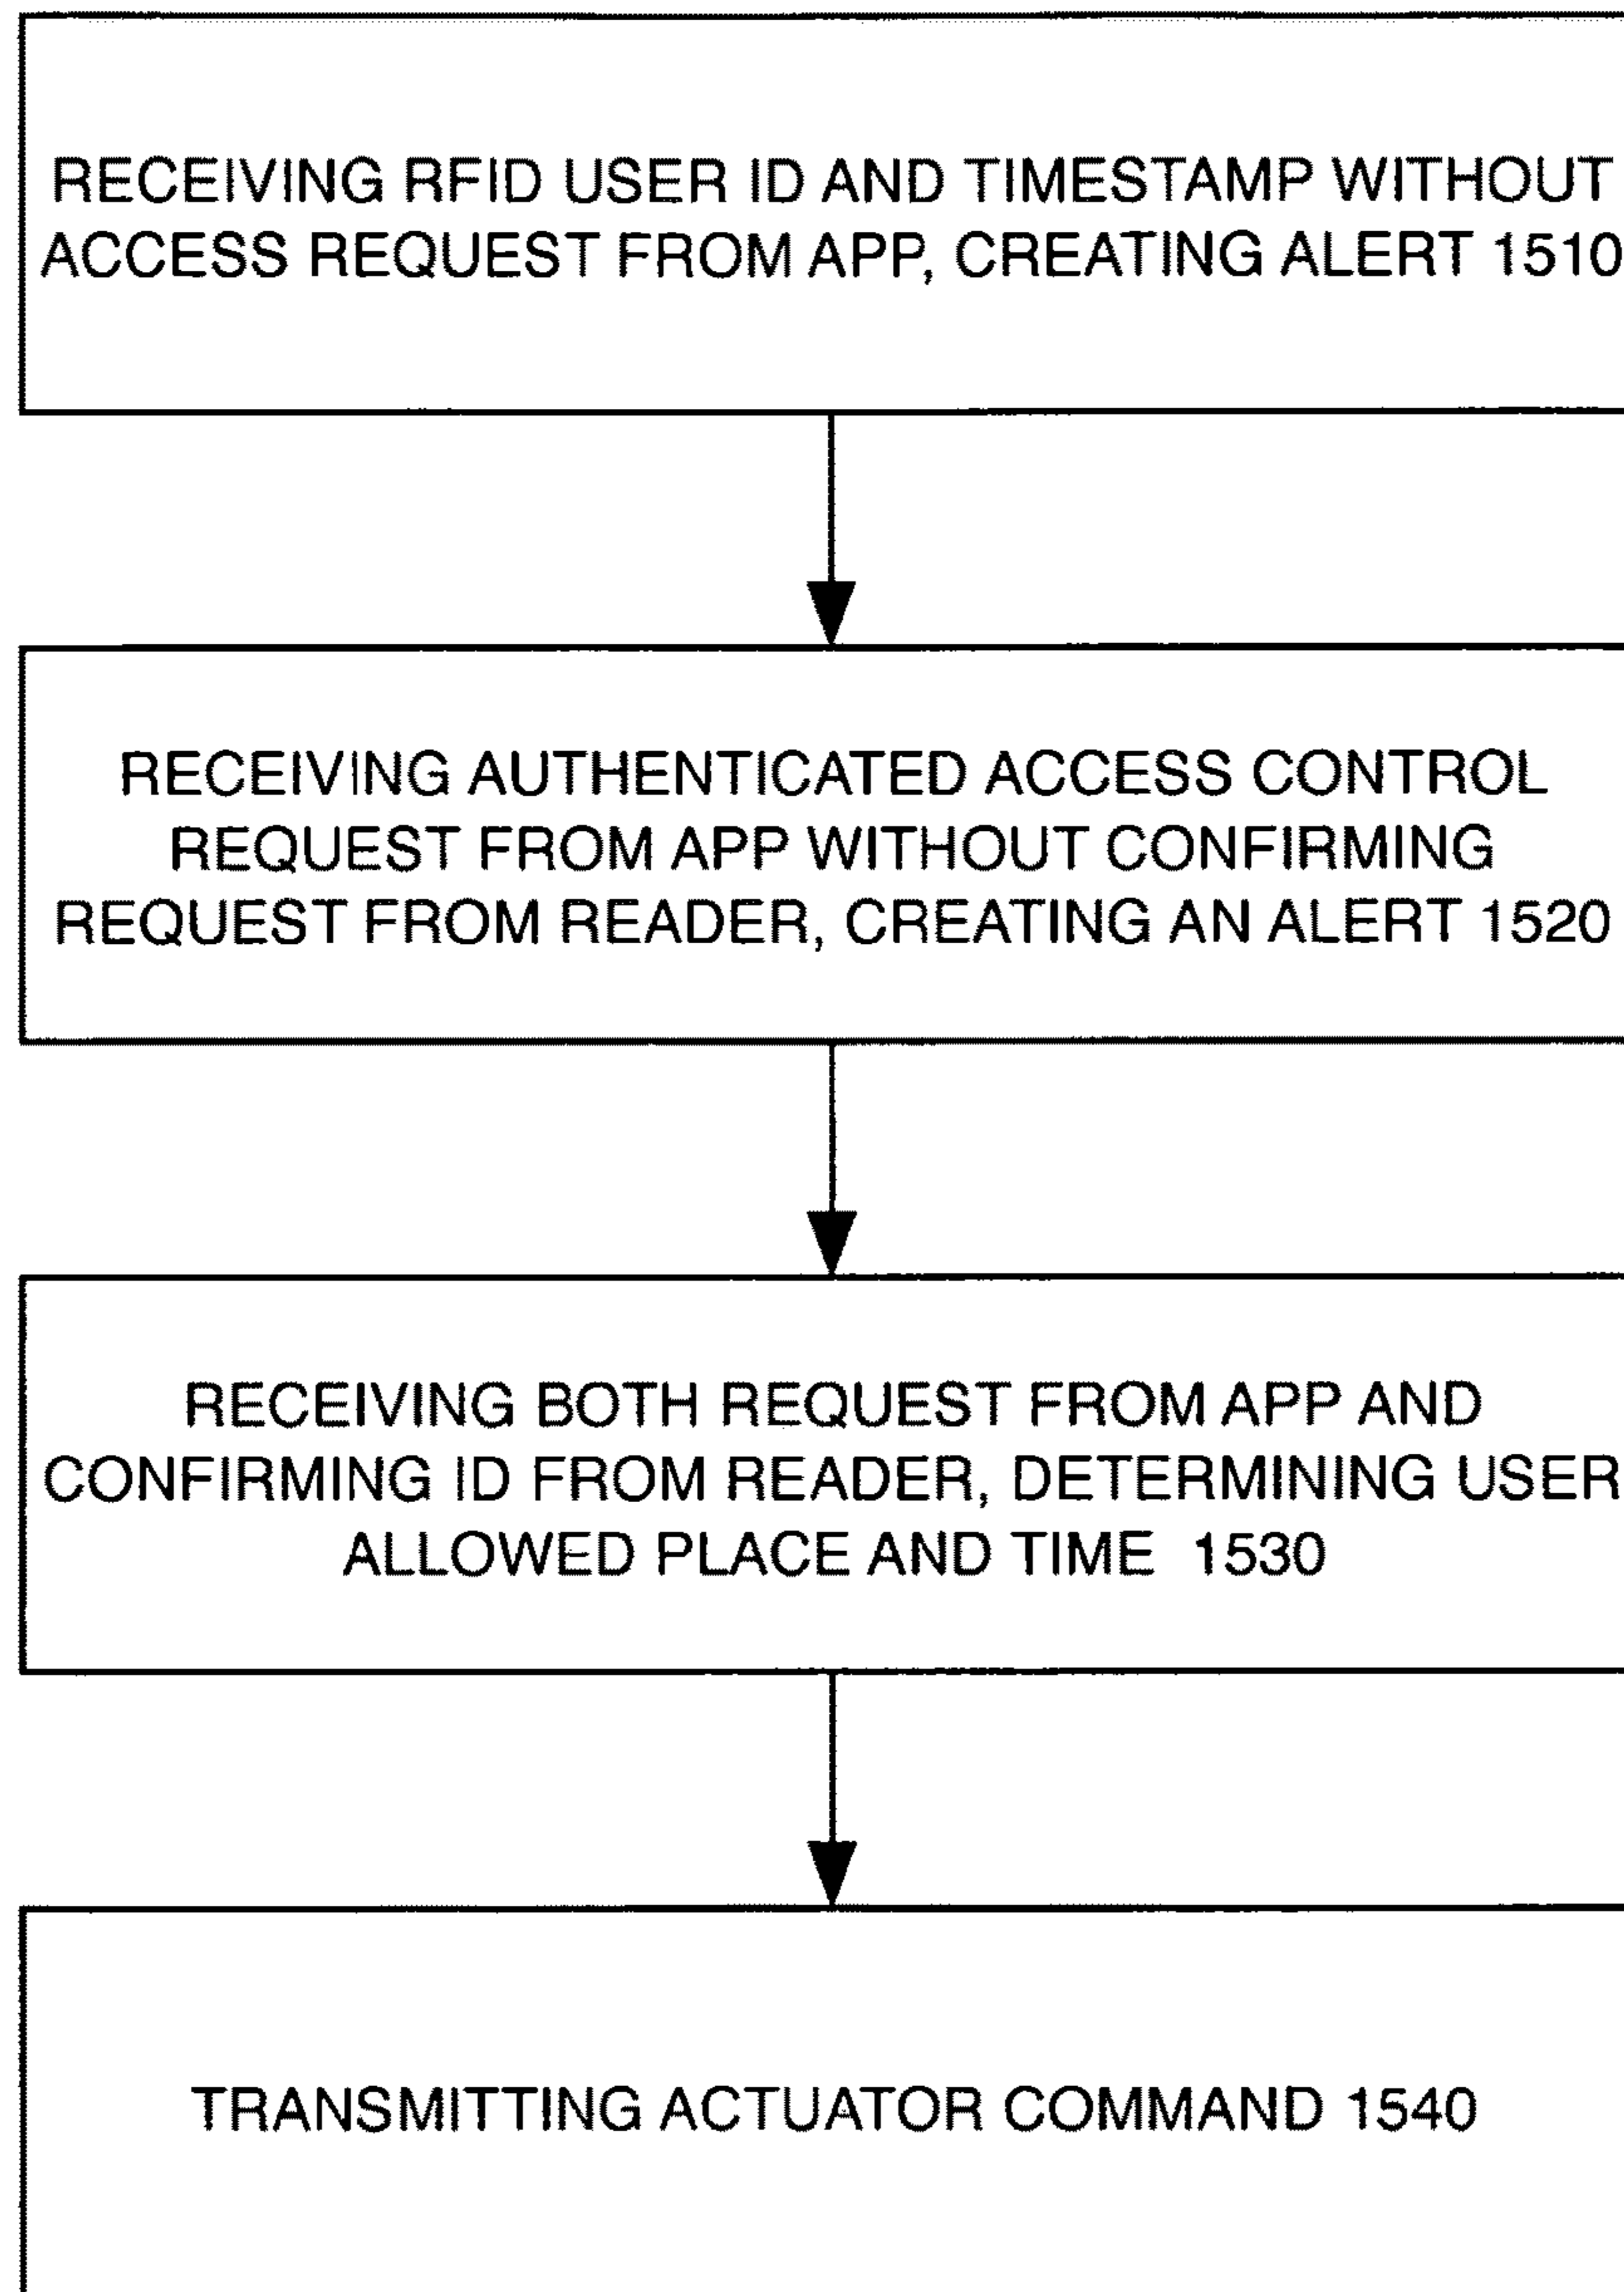 RECEIVING RFID USER ID AND TIMESTAMP WITHOUT
ACCESS REQUEST FROM APP, CREATING ALERT 1510
RECEIVING AUTHENTICATED ACCESS CONTROL
REQUEST FROM APP WITHOUT CONFIRMING
REQUEST FROM READER, CREATING AN ALERT 1520
RECEIVING BOTH REQUEST FROM APP AND
CONFIRMING ID FROM READER, DETERMINING USER
ALLOWED PLACE AND TIME 1530
TRANSMITTING ACTUATOR COMMAND 1540